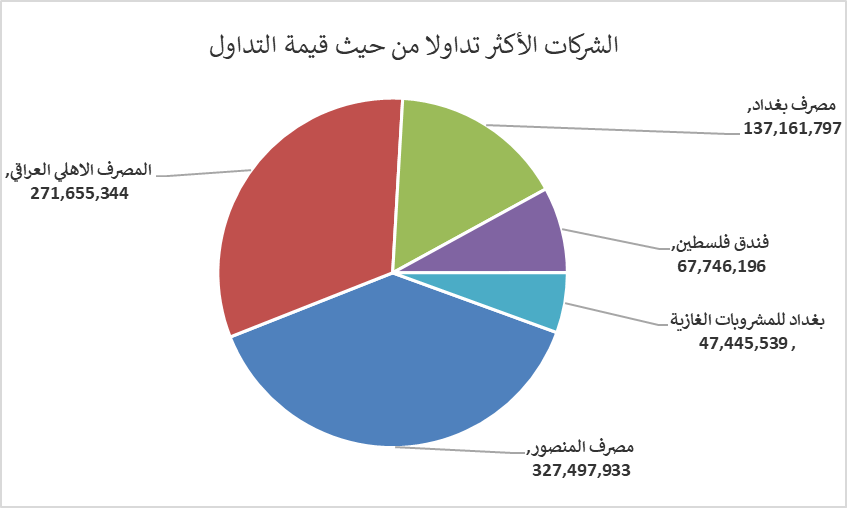 الشركات الأكثر تداولا من حيث قيمة التداول
مصرف بغداد,
137,161,797
المصرف الاهلي العراقي,
271,655,344
فندق فلسطين,
67,746,196
بغداد للمشروبات الغازية
47,445,539 ,
مصرف المنصور,
327,497,933